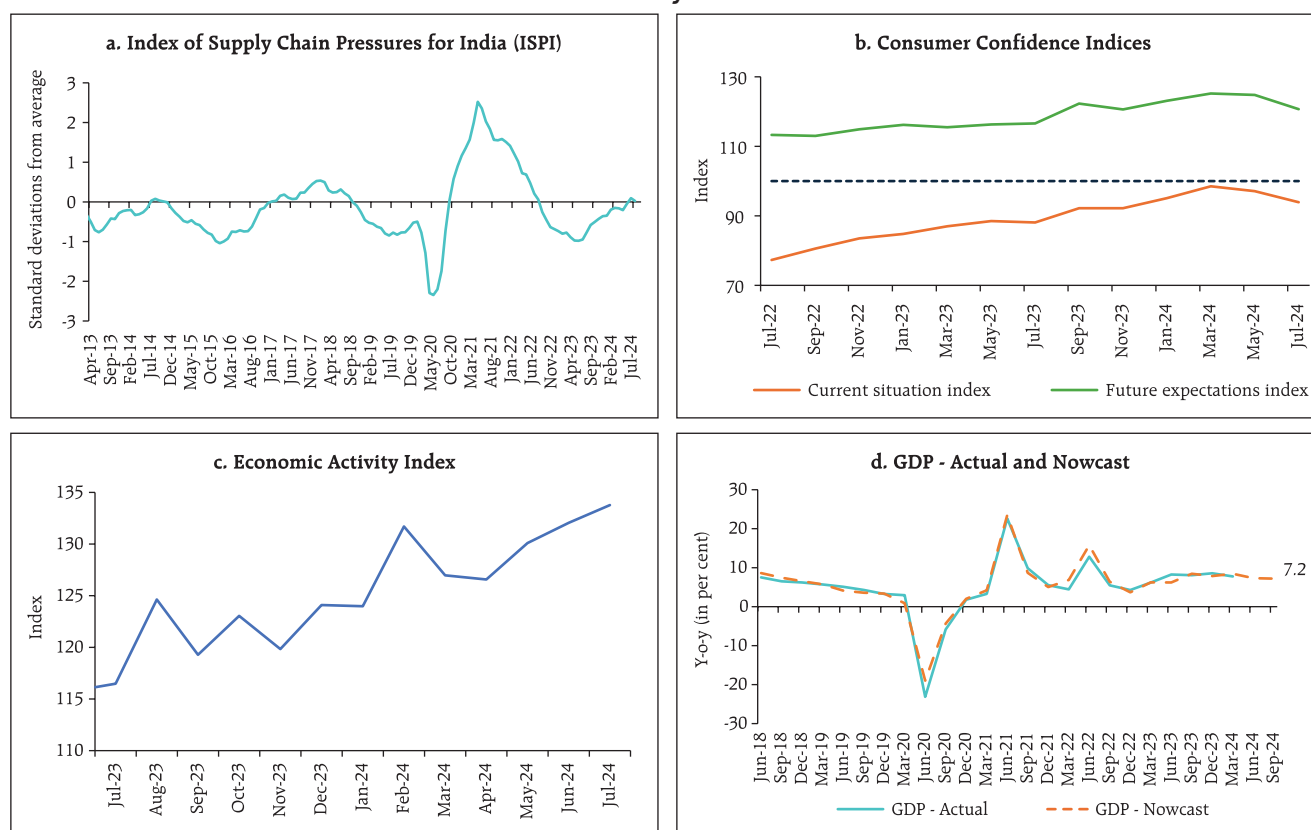 a. Index of Supply Chain Pressures for India (ISPI)
Standard deviations from average
3
2
1
0
-1
-2
-3
Apr-13
Sep-13
Feb-14
Jul-14
Dec-14
May-15
Oct-15
Mar-16
Aug-16
Jan-17
Jun-17
Nov-17
Apr-18
Sep-18
Feb-19
Jul-19
Dec-19
May-20
Oct-20
Mar-21
Aug-21
Jan-22
Jun-22
Nov-22
Apr-23
Sep-23
Feb-24
Jul-24
b. Consumer Confidence Indices
Index
130
110
90
70
Jul-22
Sep-22
Nov-22
Jan-23
Mar-23
May-23
Jul-23
Sep-23
Nov-23
Jan-24
Mar-24
May-24
Jul-24
Current situation index
Future expectations index
c. Economic Activity Index
Index
135
130
125
120
115
110
Jul-23
Aug-23
Sep-23
Oct-23
Nov-23
Dec-23
Jan-24
Feb-24
Mar-24
Apr-24
May-24
Jun-24
Jul-24
d. GDP - Actual and Nowcast
Y-o-y (in per cent)
30
20
10
0
-10
-20
-30
7.2
Jun-18
Sep-18
Dec-18
Mar-19
Jun-19
Sep-19
Dec-19
Mar-20
Jun-20
Sep-20
Dec-20
Mar-21
Jun-21
Sep-21
Dec-21
Mar-22
Jun-22
Sep-22
Dec-22
Mar-23
Jun-23
Sep-23
Dec-23
Mar-24
Jun-24
Sep-24
GDP - Actual
GDP - Nowcast